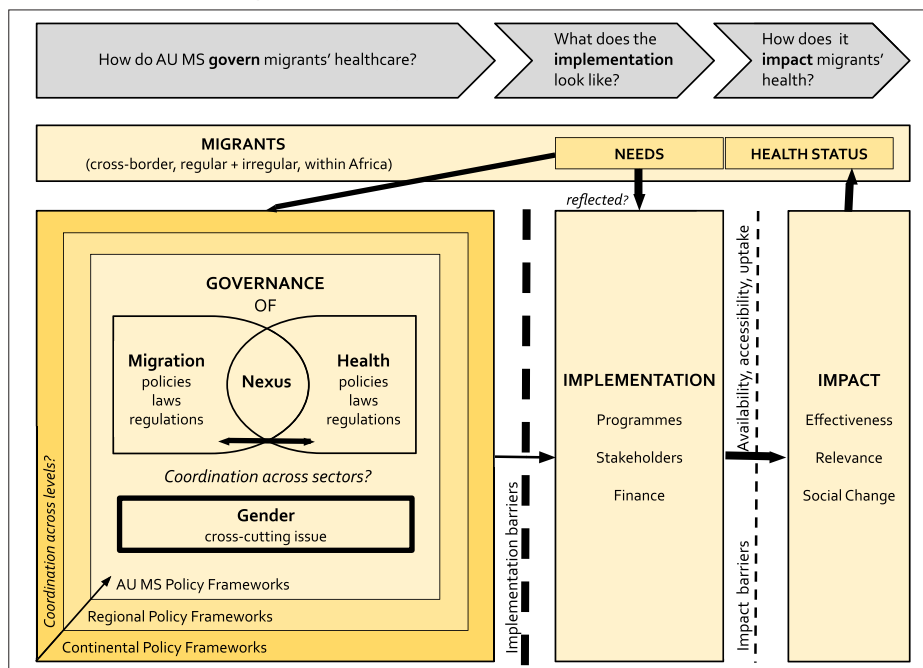 How do AU MS govern migrants' healthcare?
What does the
implementation
look like?
How does it
impact migrants'
health?
MIGRANTS
(cross-border, regular + irregular, within Africa)
NEEDS
HEALTH STATUS
reflected?
GOVERNANCE
OF
Migration
policies
laws
regulations
Nexus
Health
policies
laws
regulations
Coordination across sectors?
Gender
cross-cutting issue
AU MS Policy Frameworks
Regional Policy Frameworks
Continental Policy Frameworks
Coordination across levels?
Implementation barriers
IMPLEMENTATION
Programmes
Stakeholders
Finance
Availability, accessibility, uptake
Impact barriers
IMPACT
Effectiveness
Relevance
Social Change